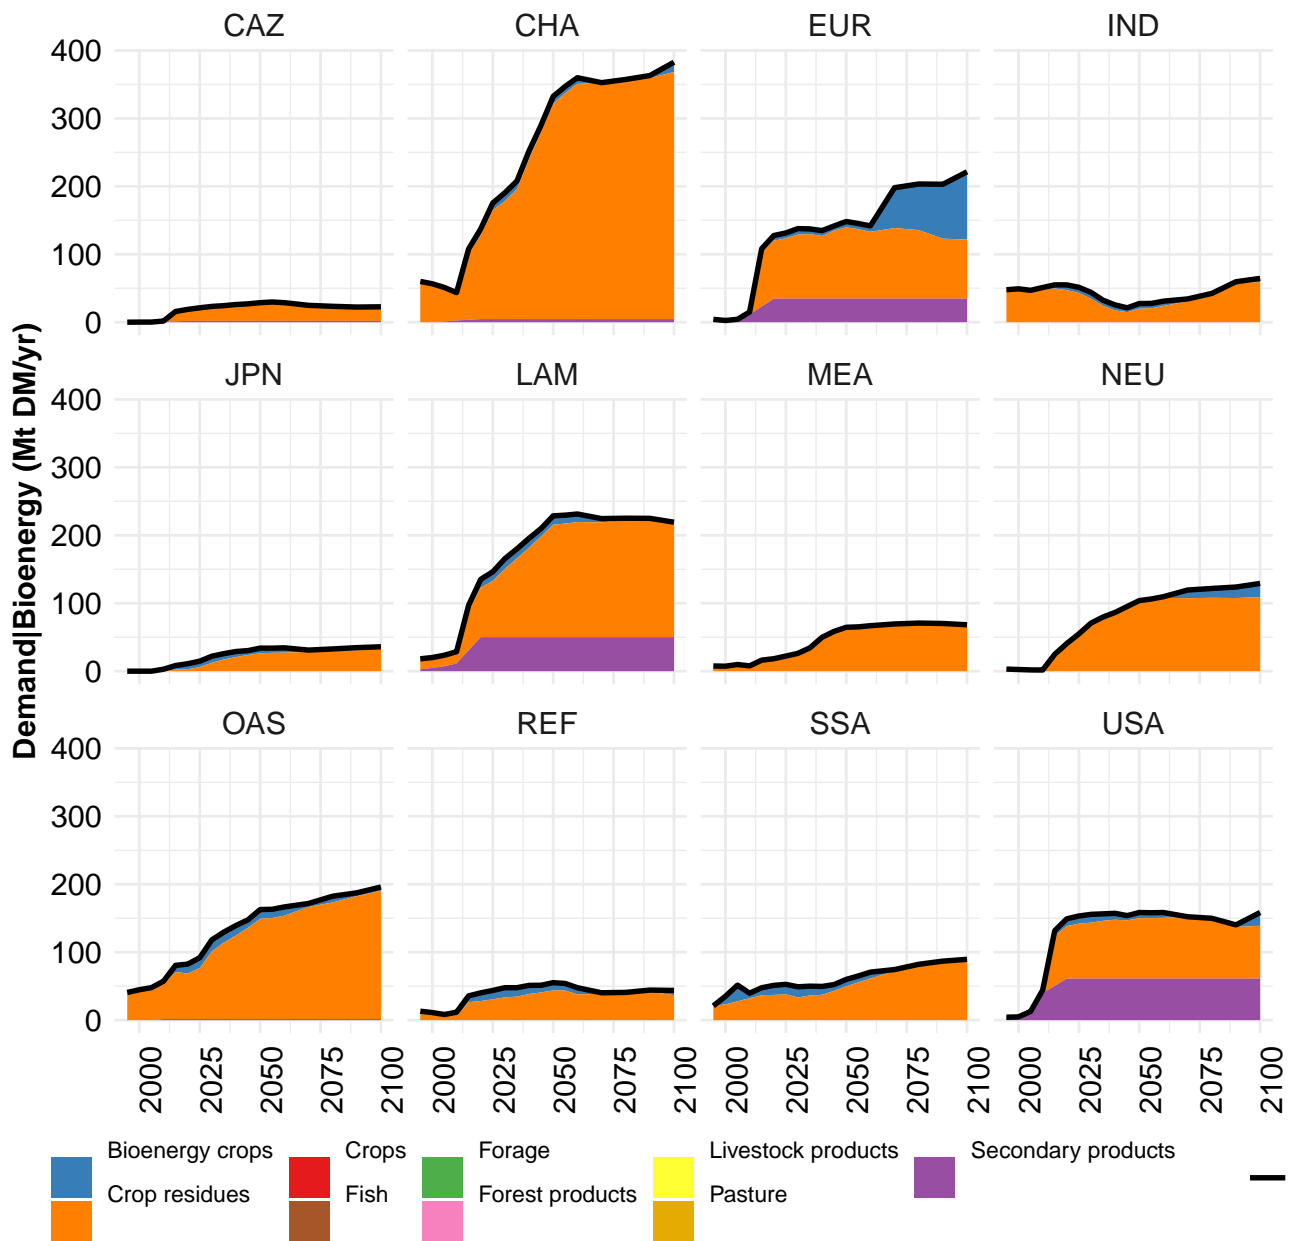 CAZ CHA EUR IND
400
300
200
100
0
JPN LAM MEA NEU
400
300
200
100
0
OAS REF SSA USA
400
300
200
100
0
Demand|Bioenergy (Mt DM/yr)
2000 2025 2050 2075 2100 2000 2025 2050 2075 2100 2000 2025 2050 2075 2100 2000 2025 2050 2075 2100
Bioenergy crops Crops Forage Livestock products Secondary products
Crop residues Fish Forest products Pasture